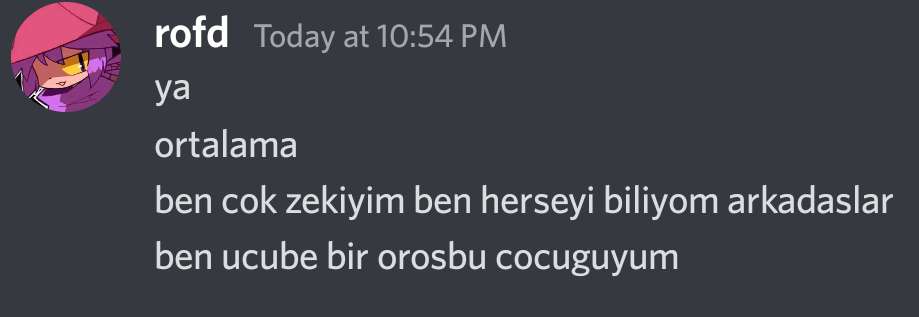 rofd Today at 10:54 PM
ya
ortalama
ben cok zekiyim ben herseyi biliyom arkadaslar
ben ucube bir orosbu cocuguyum